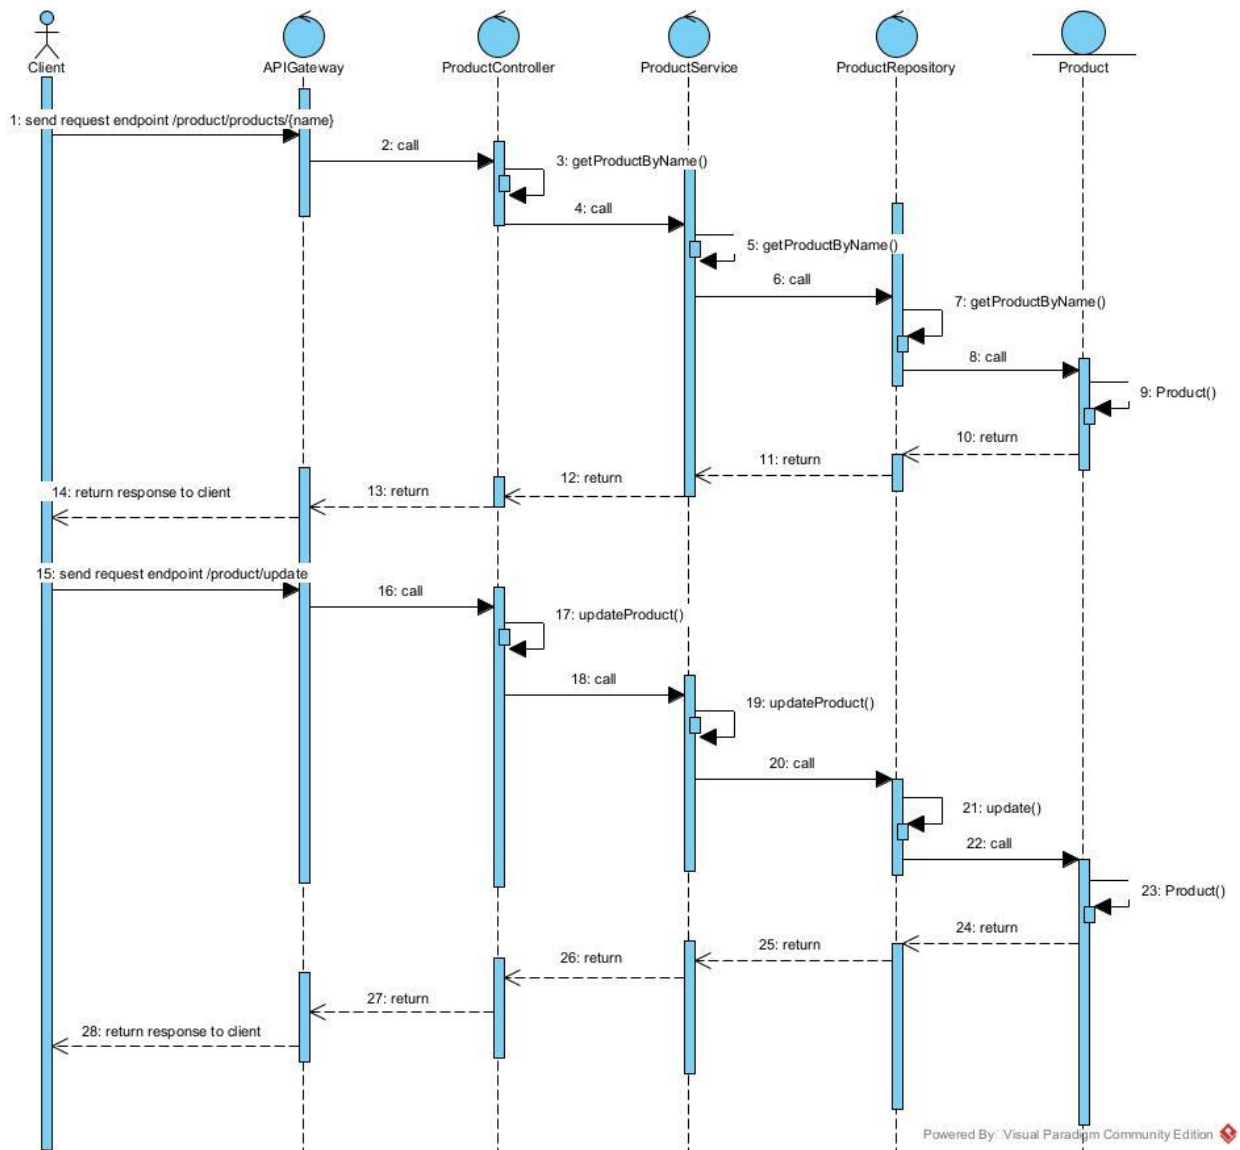 Client
APIGateway
ProductController
ProductService
ProductRepository
Product
1: send request endpoint /product/products/{name}
2: call
3: getProductByName()
4: call
5: getProductByName()
6: call
7: getProductByName()
8: call
9: Product()
10: return
11: return
12: return
13: return
14: return response to client
15: send request endpoint /product/update
16: call
17: updateProduct()
18: call
19: updateProduct()
20: call
21: update()
22: call
23: Product()
24: return
25: return
26: return
27: return
28: return response to client
Powered By Visual Paradigm Community Edition